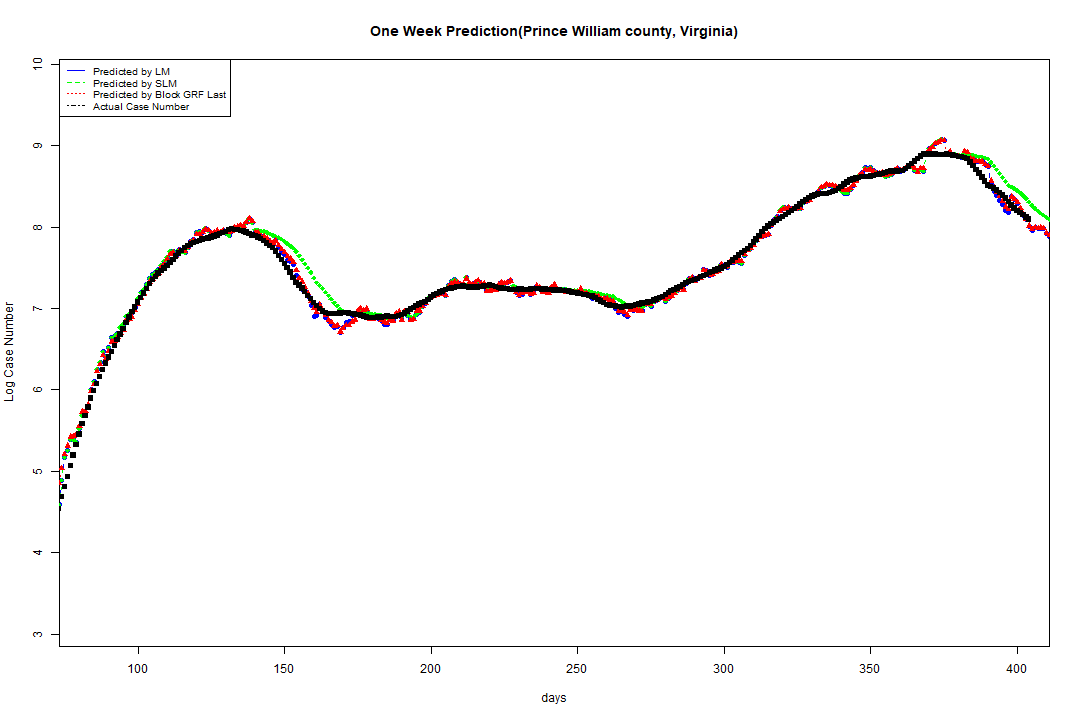 One Week Prediction(Prince William county, Virginia)
Predicted by LM
Predicted by SLM
Predicted by Block GRF Last
Actual Case Number
10
9
8
7
6
5
4
3
Log Case Number
100 150 200 250 300 350 400
days